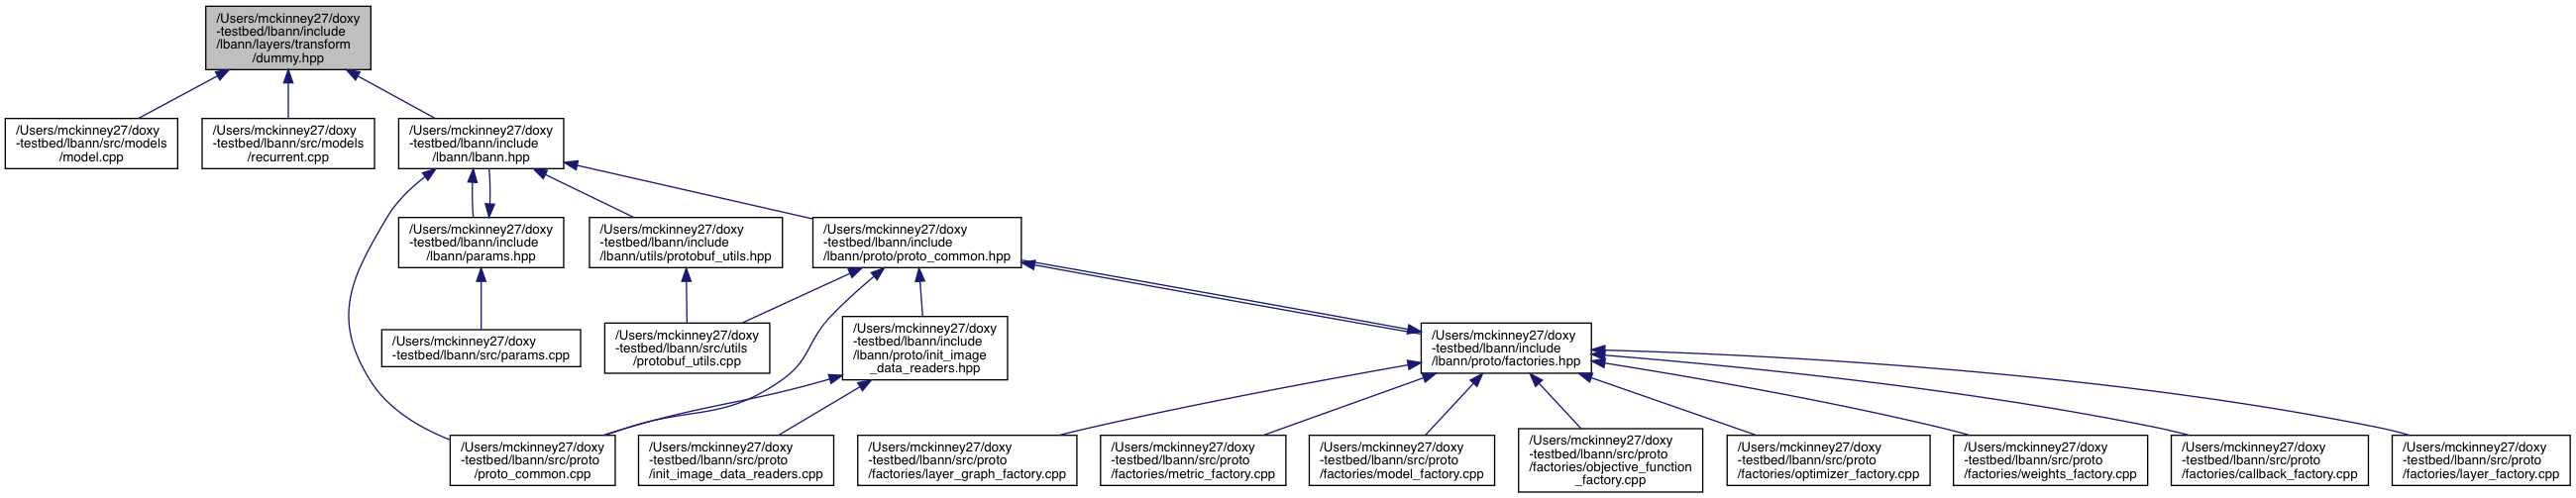 /Users/mckinney27/doxy
-testbed/lbann/include
/lbann/layers/transform
/dummy.hpp
/Users/mckinney27/doxy
-testbed/lbann/src/models
/model.cpp
/Users/mckinney27/doxy
-testbed/lbann/src/models
/recurrent.cpp
/Users/mckinney27/doxy
-testbed/lbann/include
/lbann/lbann.hpp
/Users/mckinney27/doxy
-testbed/lbann/include
/lbann/params.hpp
/Users/mckinney27/doxy
-testbed/lbann/include
/lbann/utils/protobuf_utils.hpp
/Users/mckinney27/doxy
-testbed/lbann/include
/lbann/proto/proto_common.hpp
/Users/mckinney27/doxy
-testbed/lbann/src/params.cpp
/Users/mckinney27/doxy
-testbed/lbann/src/utils
/protobuf_utils.cpp
/Users/mckinney27/doxy
-testbed/lbann/include
/lbann/proto/init_image
_data_readers.hpp
/Users/mckinney27/doxy
-testbed/lbann/include
/lbann/proto/factories.hpp
/Users/mckinney27/doxy
-testbed/lbann/src/proto
/proto_common.cpp
/Users/mckinney27/doxy
-testbed/lbann/src/proto
/init_image_data_readers.cpp
/Users/mckinney27/doxy
-testbed/lbann/src/proto
/factories/layer_graph_factory.cpp
/Users/mckinney27/doxy
-testbed/lbann/src/proto
/factories/metric_factory.cpp
/Users/mckinney27/doxy
-testbed/lbann/src/proto
/factories/model_factory.cpp
/Users/mckinney27/doxy
-testbed/lbann/src/proto
/factories/objective_function
_factory.cpp
/Users/mckinney27/doxy
-testbed/lbann/src/proto
/factories/optimizer_factory.cpp
/Users/mckinney27/doxy
-testbed/lbann/src/proto
/factories/weights_factory.cpp
/Users/mckinney27/doxy
-testbed/lbann/src/proto
/factories/callback_factory.cpp
/Users/mckinney27/doxy
-testbed/lbann/src/proto
/factories/layer_factory.cpp